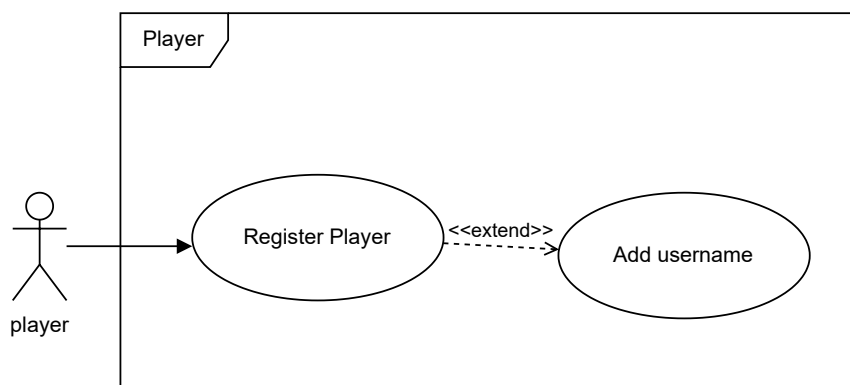 Player
Register Player
<<extend>>
Add username
player